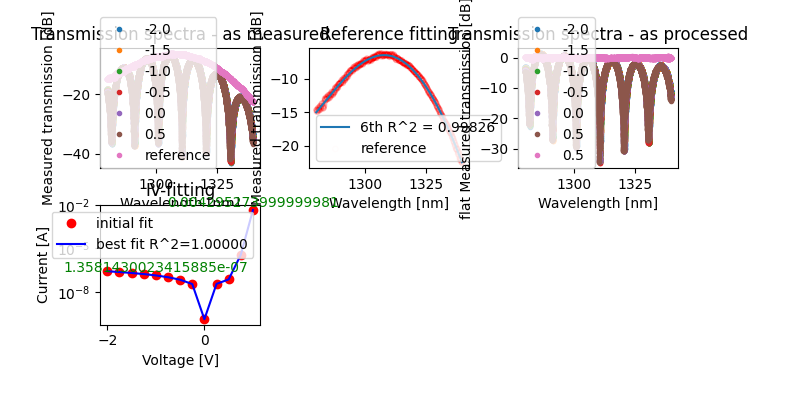 Transmission spectra - as measured
Reference fitting
Transmission spectra - as processed
Measured transmission [dB]
-2.0
-1.5
-1.0
-0.5
0.0
0.5
reference
−20
−40
1300
1325
Wavelength [nm]
Measured transmission [dB]
−10
−15
−20
6th R^2 = 0.99826
reference
1300
1325
Wavelength [nm]
flat Measured transmission [dB]
0
−10
−20
−30
-2.0
-1.5
-1.0
-0.5
0.0
0.5
0.5
1300
1325
Wavelength [nm]
IV-fitting
Current [A]
10−2
10−8
initial fit
best fit R^2=1.00000
1.3581430023415885e-07
−2
0
Voltage [V]